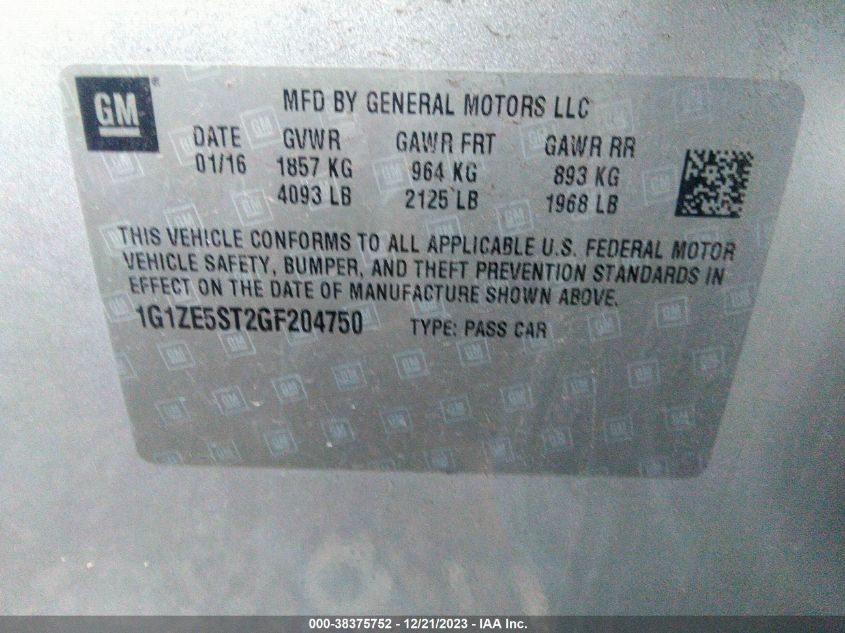 GM ®
MFD BY GENERAL MOTORS LLC
DATE GVWR GAWR FRT GAWR RR
01/16 1857 KG 964 KG 893 KG
4093 LB 2125 LB 1968 LB
THIS VEHICLE CONFORMS TO ALL APPLICABLE U.S. FEDERAL MOTOR
VEHICLE SAFETY, BUMPER, AND THEFT PREVENTION STANDARDS IN
EFFECT ON THE DATE OF MANUFACTURE SHOWN ABOVE.
1G1ZE5ST2GF204750 TYPE: PASS CAR
000-38375752 - 12/21/2023 - IAA Inc.